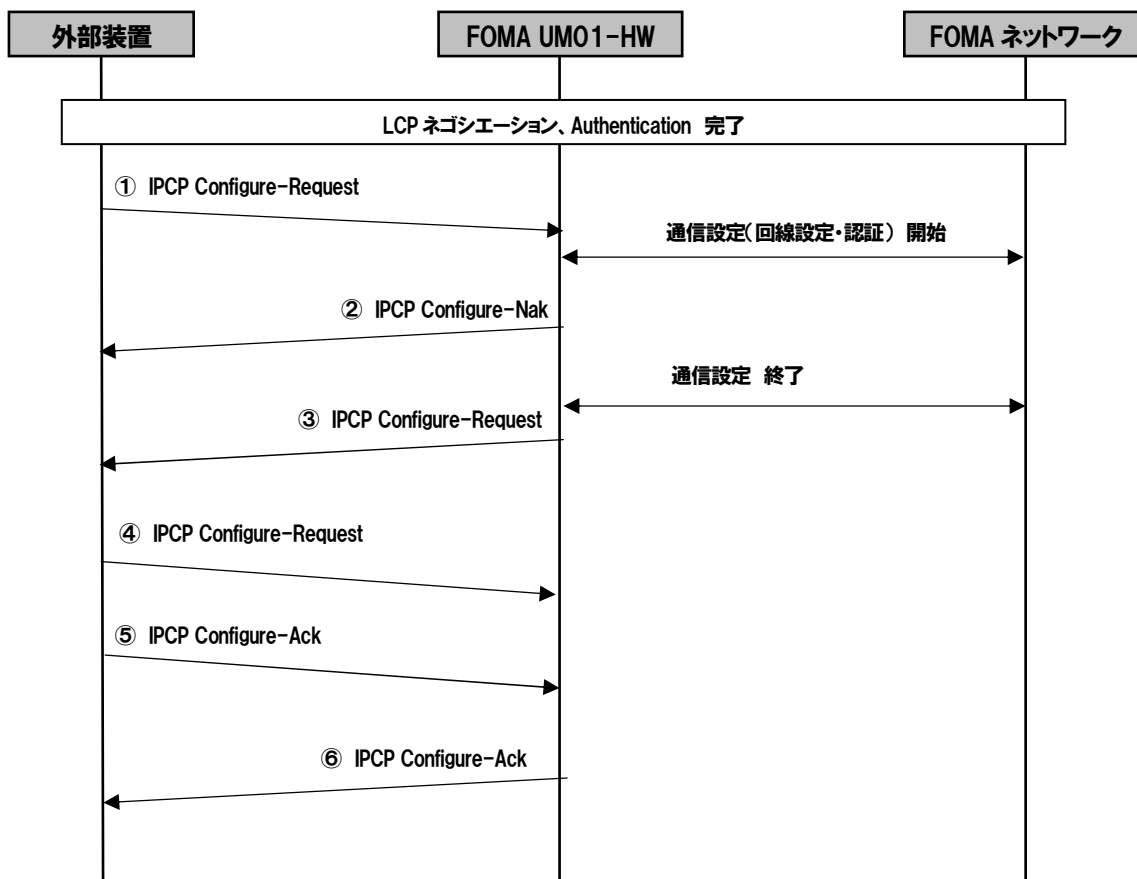 外部装置
FOMA UM01-HW
FOMA ネットワーク
LCP ネゴシエーション、Authentication 完了
① IPCP Configure-Request
通信設定(回線設定・認証) 開始
② IPCP Configure-Nak
通信設定 終了
③ IPCP Configure-Request
④ IPCP Configure-Request
⑤ IPCP Configure-Ack
⑥ IPCP Configure-Ack